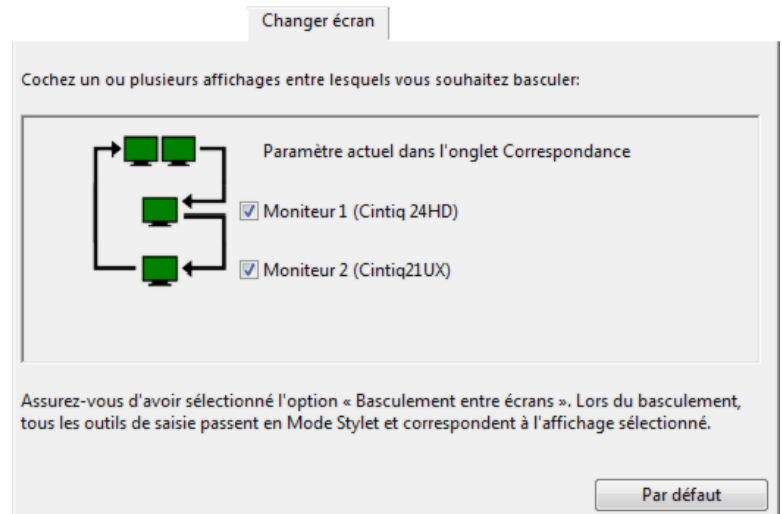 Changer écran
Cochez un ou plusieurs affichages entre lesquels vous souhaitez basculer:
Paramètre actuel dans l'onglet Correspondance
Moniteur 1 (Cintiq 24HD)
Moniteur 2 (Cintiq21UX)
Assurez-vous d'avoir sélectionné l'option « Basculement entre écrans ». Lors du basculement,
tous les outils de saisie passent en Mode Stylet et correspondent à l'affichage sélectionné.
Par défaut